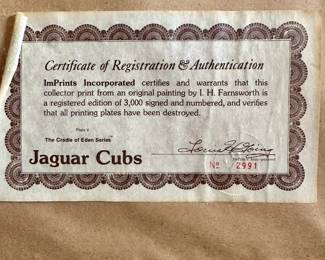 Certificate of Registration & Authentication
ImPrints Incorporated certifies and warrants that this
collector print from an original painting by I. H. Farnsworth is
a registered edition of 3,000 signed and numbered, and verifies
that all printing plates have been destroyed.
The Cradle of Eden Series
Jaguar Cubs
No 2991